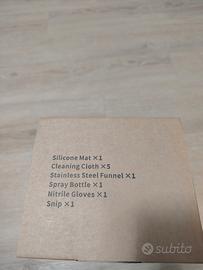 Silicone Mat ×1
Cleaning Cloth ×5
Stainless Steel Funnel ×1
Spray Bottle ×1
Nitrile Gloves ×1
Snip ×1
subito